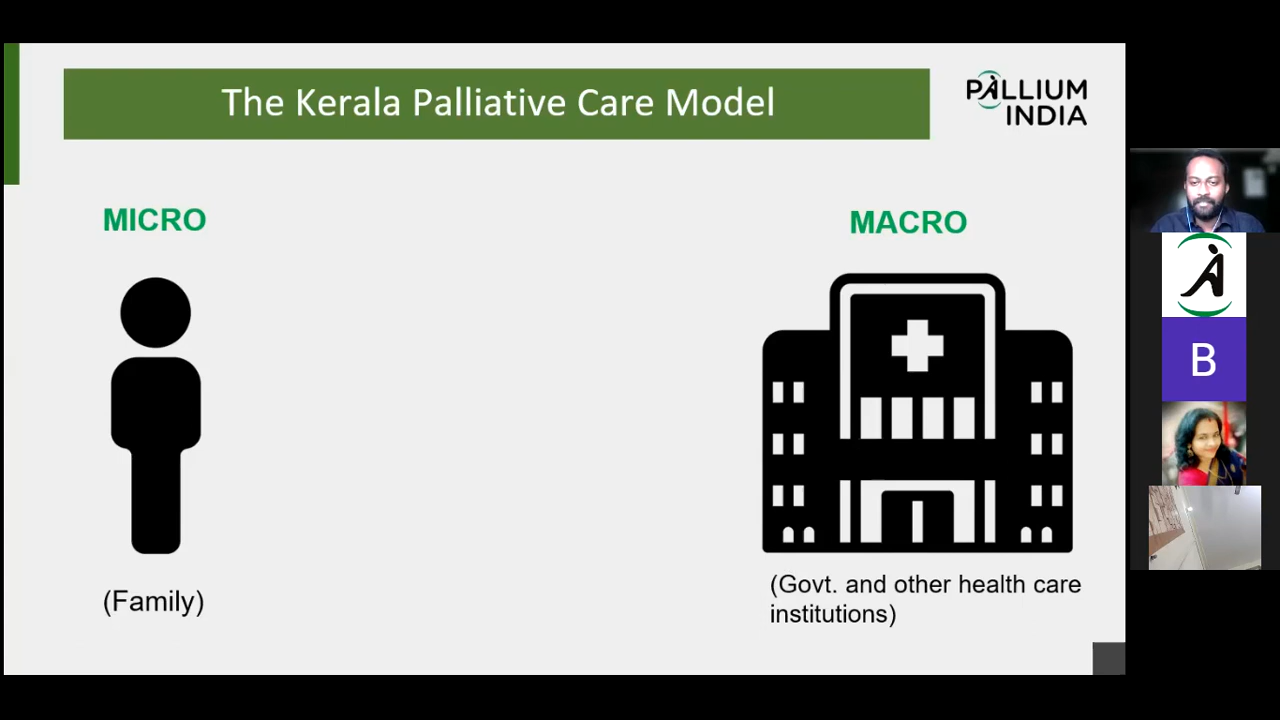 The Kerala Palliative Care Model
PALLIUM
INDIA
MICRO
MACRO
(Family)
(Govt. and other health care
institutions)
B